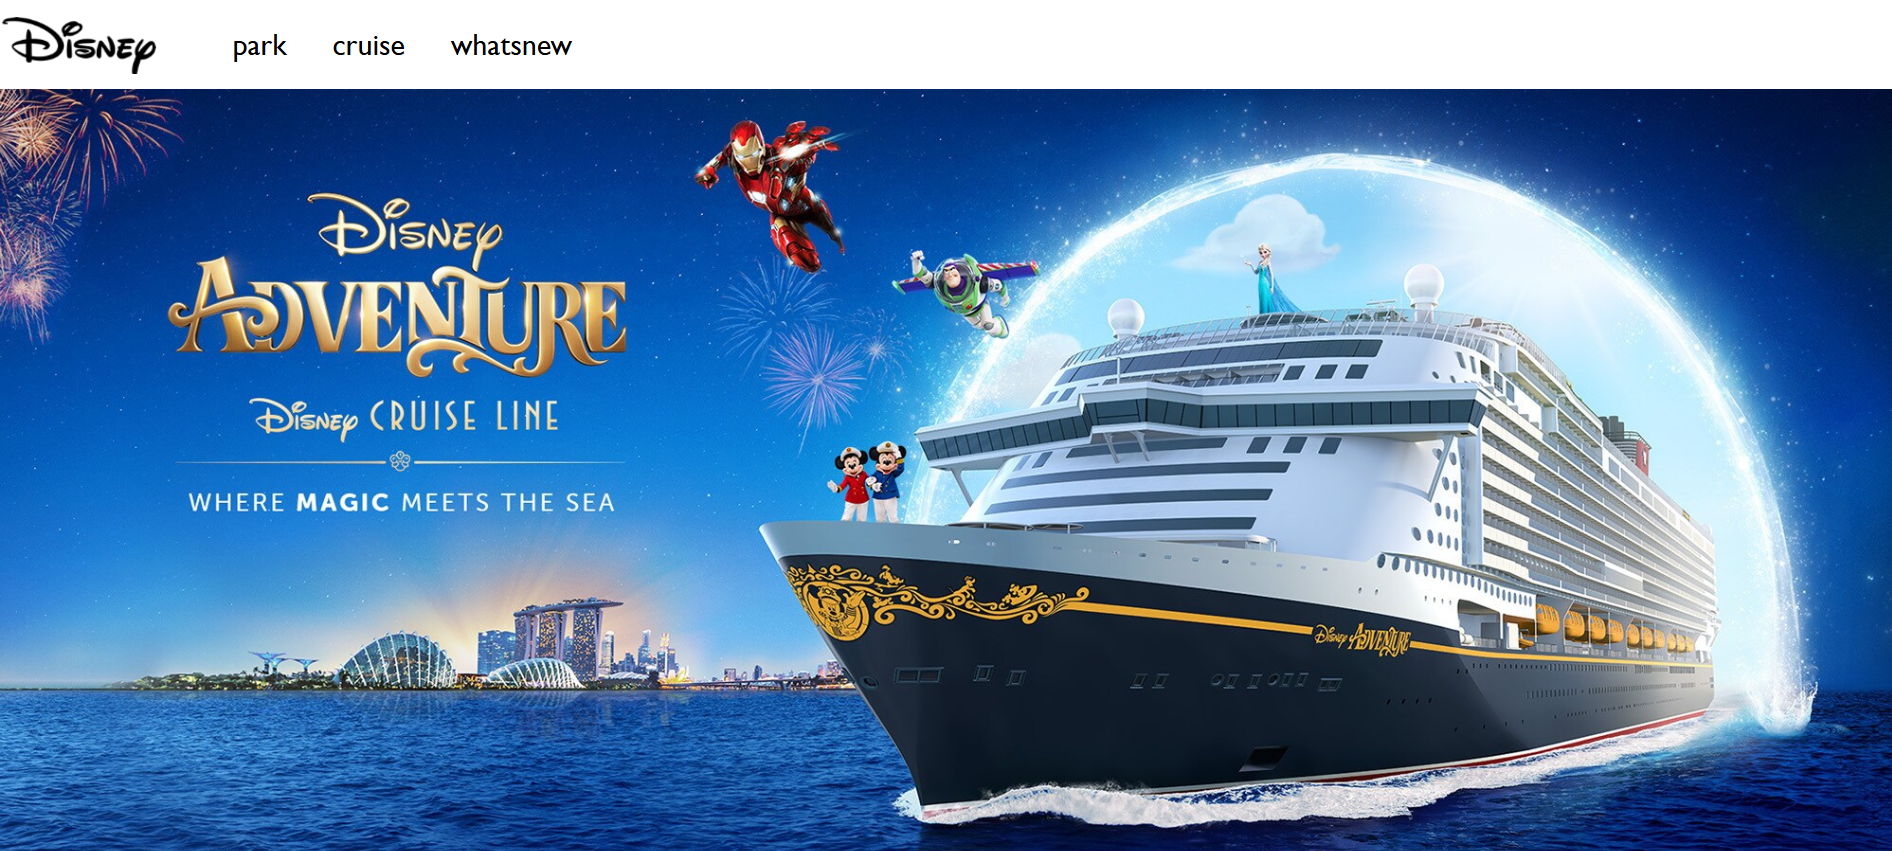 Disney
park cruise whatsnew
Disney
ADVENTURE
Disney CRUISE LINE
WHERE MAGIC MEETS THE SEA
Disney ADVENTURE